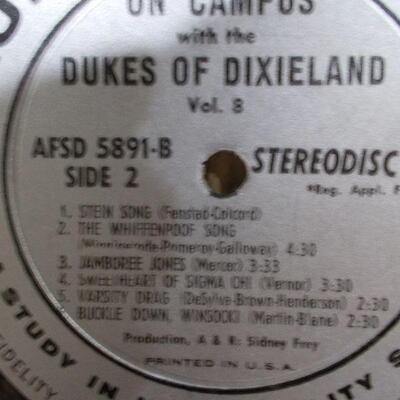 ON CAMPUS
with the
DUKES OF DIXIELAND
Vol. 8
AFSD 5891-B
SIDE 2
STEREODISC
*Reg. Appl. F
1. STEIN SONG (Fenstad-Colcord)
2. THE WHIFFENPOOF SONG
(Minnigerode-Pomeroy-Galloway) 4:30
3. JAMBOREE JONES (Mercer) 3:33
4. SWEETHEART OF SIGMA CHI (Vernor) 3:30
5. VARSITY DRAG (DeSylva-Brown-Henderson) 2:30
BUCKLE DOWN, WINSOCKI (Martin-Blane) 2:30
Production, A & R: Sidney Frey
PRINTED IN U.S.A.
STUDY IN
FIDELITY